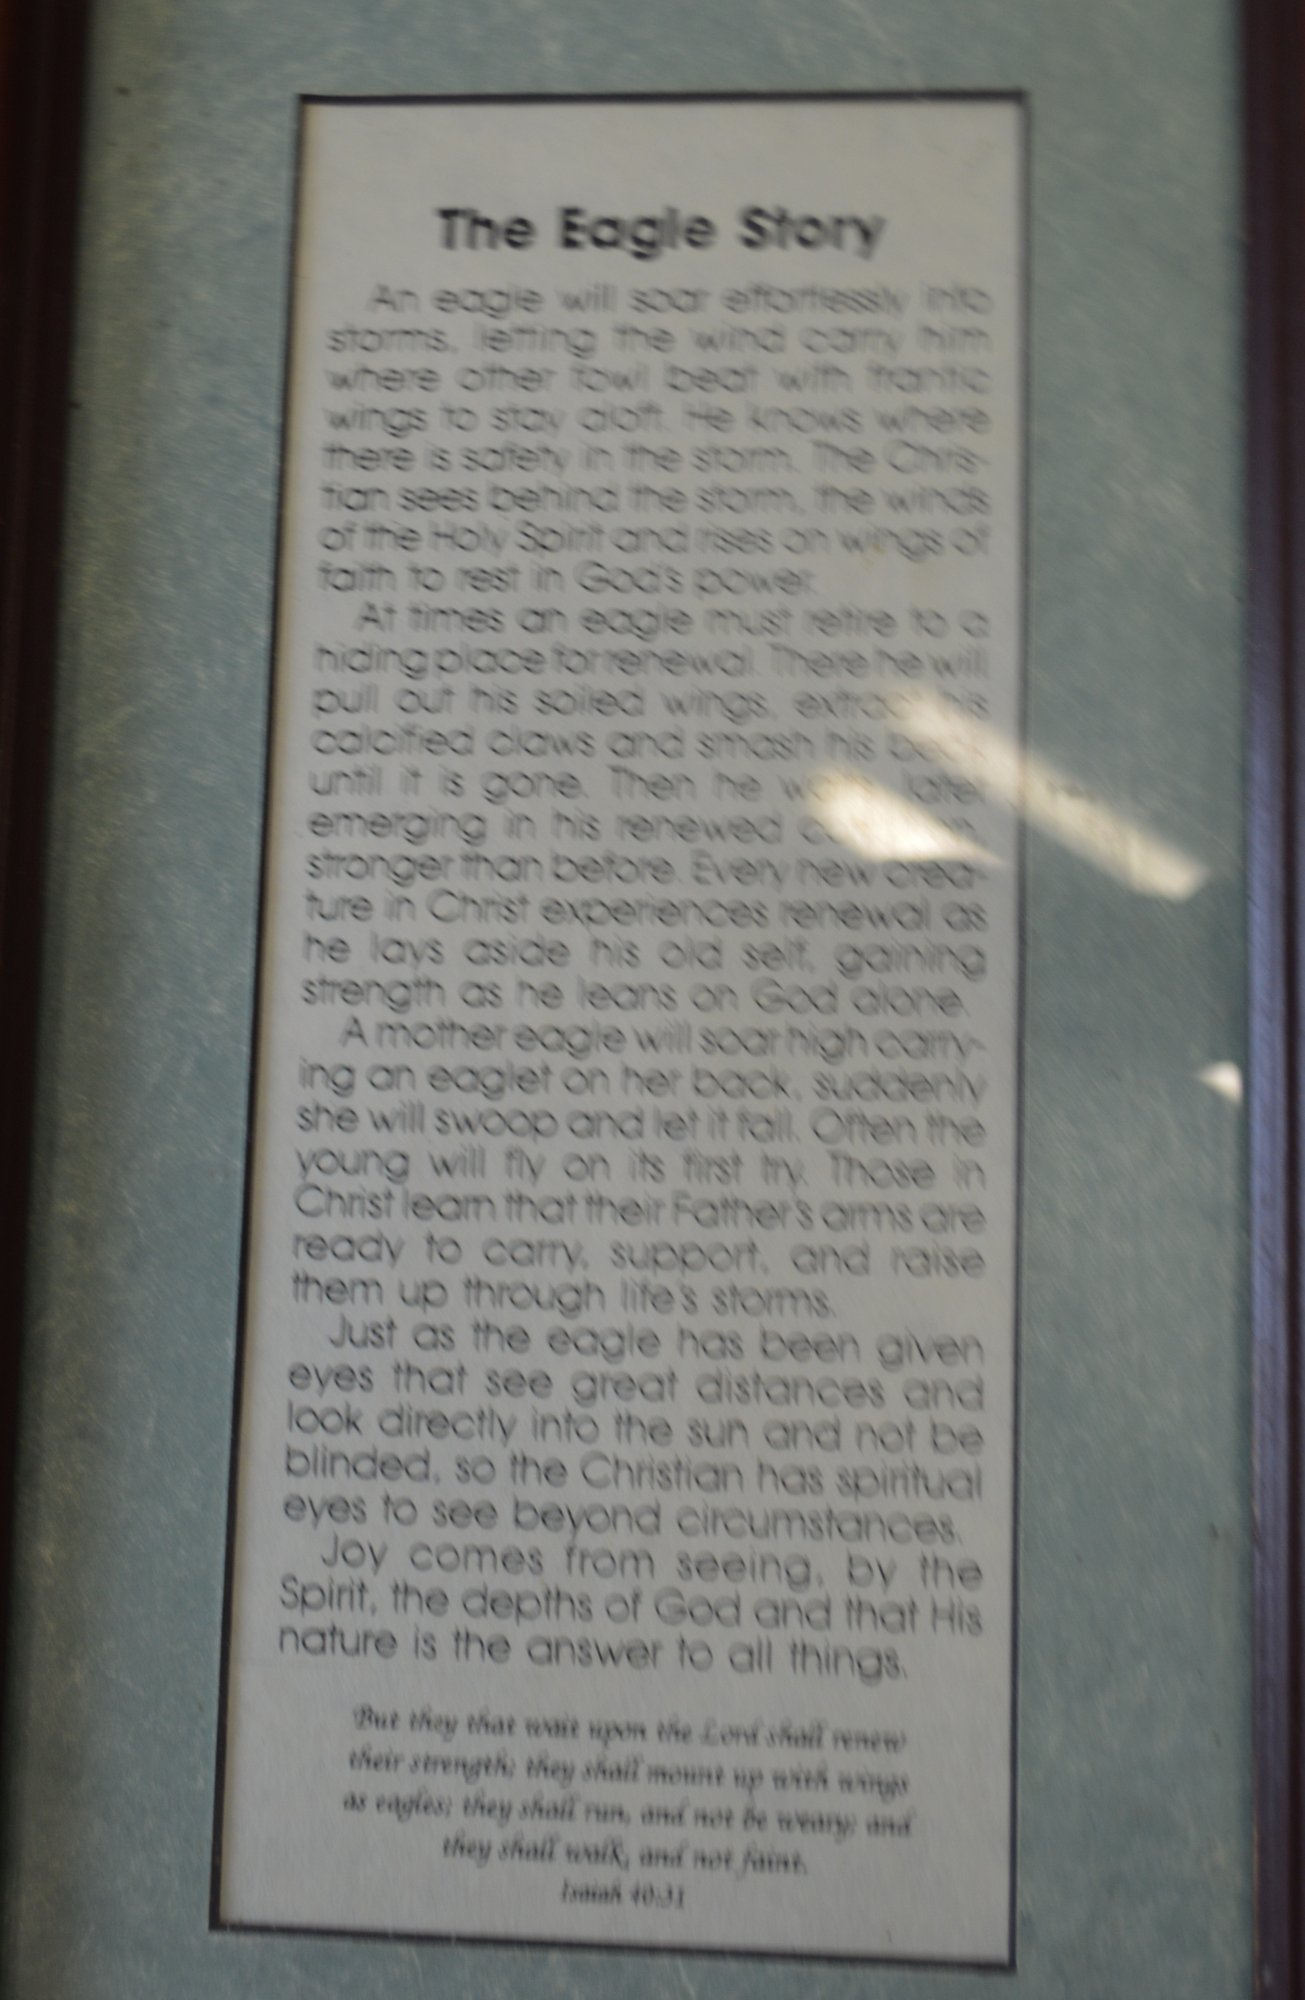 The Eagle Story
An eagle will soar effortlessly into
storms, letting the wind carry him
where other fowl beat with frantic
wings to stay aloft. He knows where
there is safety in the storm. The Chris-
tian sees behind the storm, the winds
of the Holy Spirit and rises on wings of
faith to rest in God's power.
At times an eagle must retire to a
hiding place for renewal. There he will
pull out his soiled wings, extract his
calcified claws and smash his beak
until it is gone. Then he later
emerging in his renewed
stronger than before. Every new crea-
ture in Christ experiences renewal as
he lays aside his old self, gaining
strength as he leans on God alone.
A mother eagle will soar high carry-
ing an eaglet on her back, suddenly
she will swoop and let it fall. Often the
young will fly on its first try. Those in
Christ learn that their Father's arms are
ready to carry, support, and raise
them up through life's storms.
Just as the eagle has been given
eyes that see great distances and
look directly into the sun and not be
blinded, so the Christian has spiritual
eyes to see beyond circumstances.
Joy comes from seeing, by the
Spirit, the depths of God and that His
nature is the answer to all things.
But they that wait upon the Lord shall renew
their strength; they shall mount up with wings
as eagles; they shall run, and not be weary; and
they shall walk, and not faint.
Isaiah 40:31